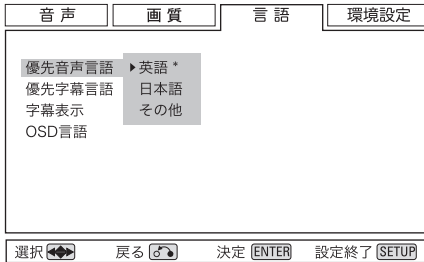 音声 画質 言語 環境設定
優先音声言語 ▶英語 *
優先字幕言語 日本語
字幕表示 その他
OSD言語
選択 戻る 決定 ENTER 設定終了 SETUP